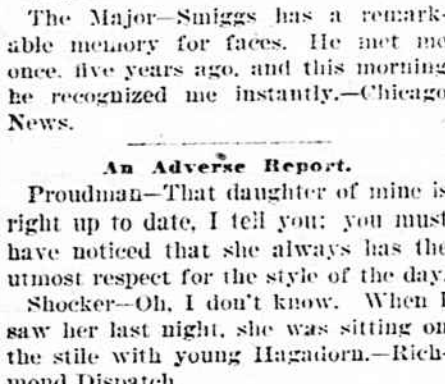 The Major—Smiggs has a remark-
able memory for faces. He met me
once, five years ago, and this morning
he recognized me instantly.—Chicago
News.
An Adverse Report.
Proudman—That daughter of mine is
right up to date, I tell you; you must
have noticed that she always has the
utmost respect for the style of the day.
Shocker—Oh, I don't know. When I
saw her last night, she was sitting on
the stile with young Hagadorn.—Rich-
mond Dispatch